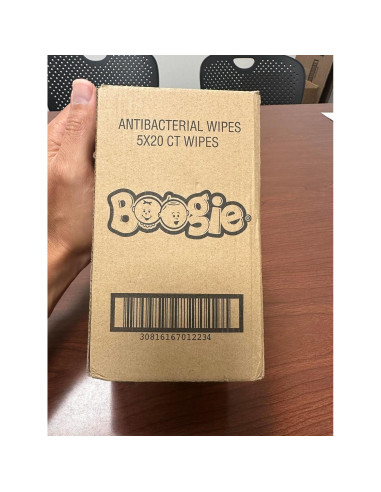 ANTIBACTERIAL WIPES
5X20 CT WIPES
Boogie®
30816167012234